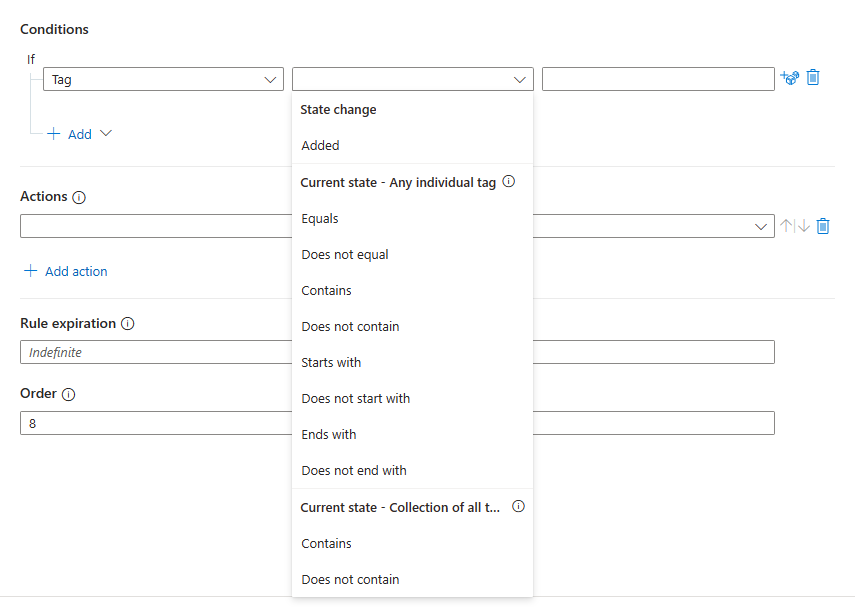 Conditions
If
Tag
State change
Added
Add
Current state - Any individual tag
Actions
Equals
Does not equal
Add action
Contains
Rule expiration
Does not contain
Indefinite
Starts with
Order
Does not start with
8
Ends with
Does not end with
Current state - Collection of all t...
Contains
Does not contain